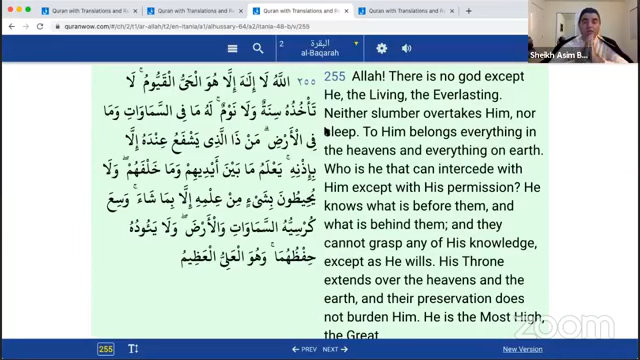 Quran with Translations and Re
Quran with Translations and R
Quran with Translations and Re
Quran with Translations and Re
quranwow.com/#/ch/2/t1/ar-allah/t2/en-itania/a1/alhussary-64/a2/itania-48-b/v/255
2
البقرة
al-Baqarah
Sheikh Asim B...
٢٥٥ اللَّهُ لَا إِلَـٰهَ إِلَّا هُوَ الْحَيُّ الْقَيُّومُ ۚ لَا
تَأْخُذُهُ سِنَةٌ وَلَا نَوْمٌ ۚ لَهُ مَا فِي السَّمَاوَاتِ وَمَا
فِي الْأَرْضِ ۗ مَنْ ذَا الَّذِي يَشْفَعُ عِنْدَهُ إِلَّا
بِإِذْنِهِ ۚ يَعْلَمُ مَا بَيْنَ أَيْدِيهِمْ وَمَا خَلْفَهُمْ ۖ وَلَا
يُحِيطُونَ بِشَيْءٍ مِنْ عِلْمِهِ إِلَّا بِمَا شَاءَ ۚ وَسِعَ
كُرْسِيُّهُ السَّمَاوَاتِ وَالْأَرْضَ ۖ وَلَا يَئُودُهُ
حِفْظُهُمَا ۚ وَهُوَ الْعَلِيُّ الْعَظِيمُ
255 Allah! There is no god except
He, the Living, the Everlasting.
Neither slumber overtakes Him, nor
sleep. To Him belongs everything in
the heavens and everything on earth.
Who is he that can intercede with
Him except with His permission? He
knows what is before them, and
what is behind them; and they
cannot grasp any of His knowledge,
except as He wills. His Throne
extends over the heavens and the
earth, and their preservation does
not burden Him. He is the Most High,
the Great
255
PREV
NEXT
New Version
zoom